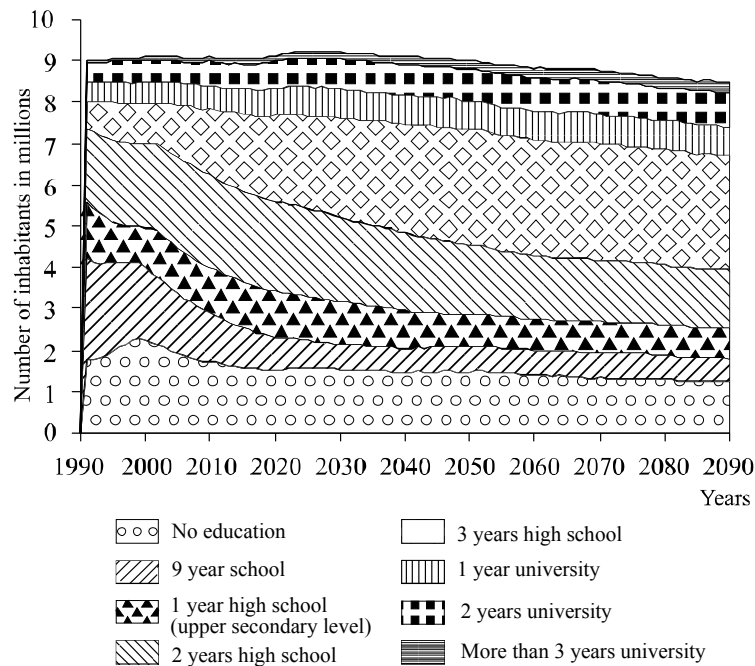 10
9
8
7
6
5
4
3
2
1
0
Number of inhabitants in millions
1990 2000 2010 2020 2030 2040 2050 2060 2070 2080 2090
Years
No education
9 year school
1 year high school
(upper secondary level)
2 years high school
3 years high school
1 year university
2 years university
More than 3 years university